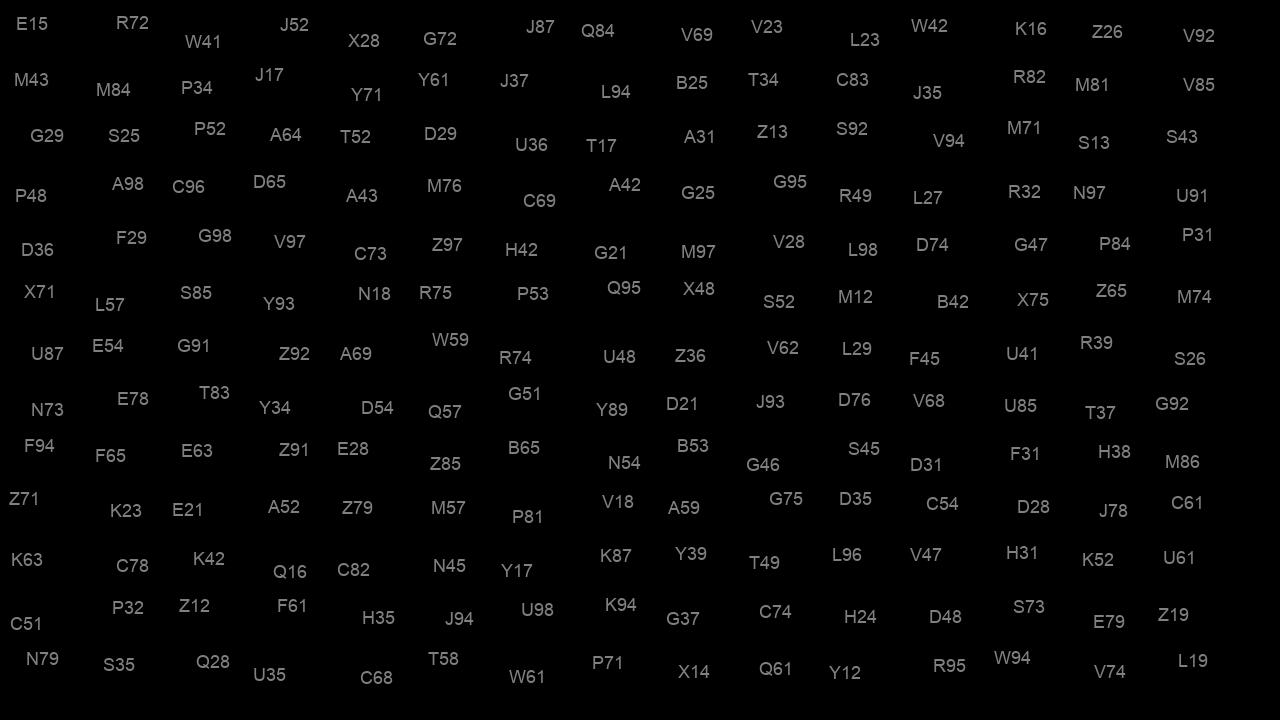 E15 R72 W41 J52 X28 G72 J87 Q84 V69 V23 L23 W42 K16 Z26 V92
M43 M84 P34 J17 Y71 Y61 J37 L94 B25 T34 C83 J35 R82 M81 V85
G29 S25 P52 A64 T52 D29 U36 T17 A31 Z13 S92 V94 M71 S13 S43
P48 A98 C96 D65 A43 M76 C69 A42 G25 G95 R49 L27 R32 N97 U91
D36 F29 G98 V97 C73 Z97 H42 G21 M97 V28 L98 D74 G47 P84 P31
X71 L57 S85 Y93 N18 R75 P53 Q95 X48 S52 M12 B42 X75 Z65 M74
U87 E54 G91 Z92 A69 W59 R74 U48 Z36 V62 L29 F45 U41 R39 S26
N73 E78 T83 Y34 D54 Q57 G51 Y89 D21 J93 D76 V68 U85 T37 G92
F94 F65 E63 Z91 E28 Z85 B65 N54 B53 G46 S45 D31 F31 H38 M86
Z71 K23 E21 A52 Z79 M57 P81 V18 A59 G75 D35 C54 D28 J78 C61
K63 C78 K42 Q16 C82 N45 Y17 K87 Y39 T49 L96 V47 H31 K52 U61
C51 P32 Z12 F61 H35 J94 U98 K94 G37 C74 H24 D48 S73 E79 Z19
N79 S35 Q28 U35 C68 T58 W61 P71 X14 Q61 Y12 R95 W94 V74 L19